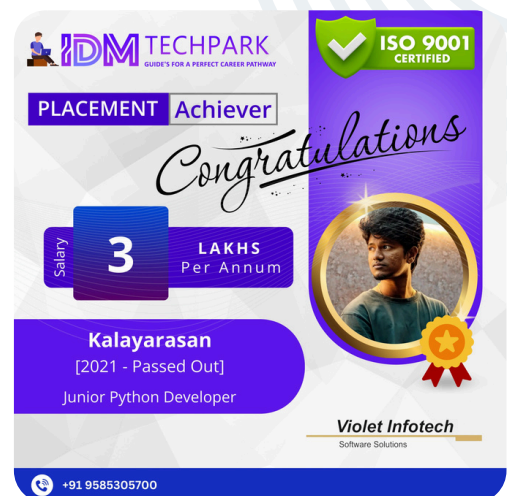 IDM TECHPARK
GUIDE'S FOR A PERFECT CAREER PATHWAY
ISO 9001
CERTIFIED
PLACEMENT Achiever
Congratulations
Salary
3
LAKHS
Per Annum
Kalayarasan
[2021 - Passed Out]
Junior Python Developer
Violet Infotech
Software Solutions
+91 9585305700